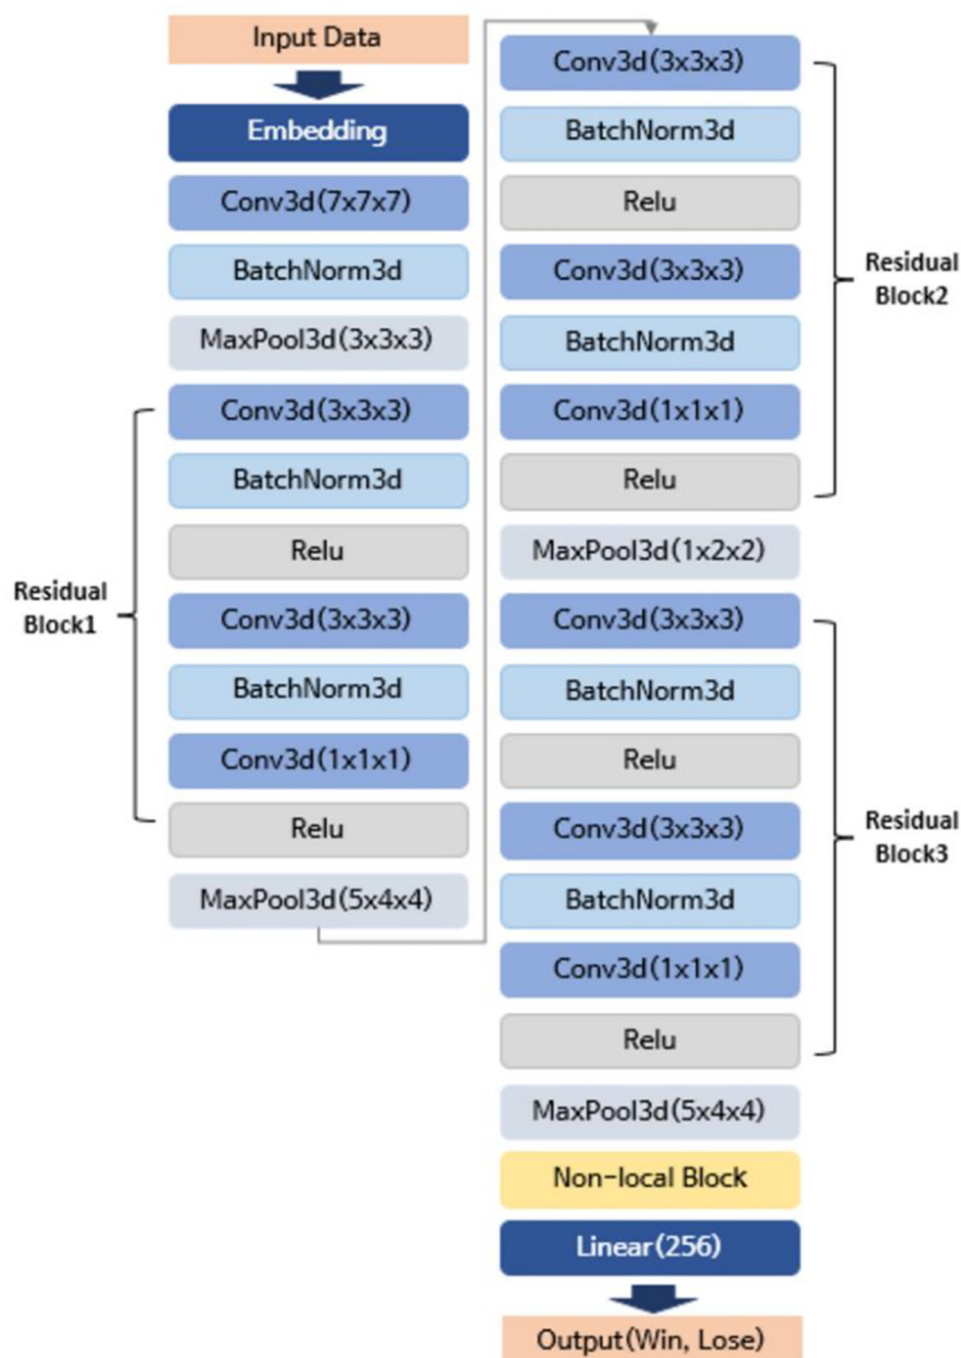 Input Data
Embedding
Conv3d(7x7x7)
BatchNorm3d
MaxPool3d(3x3x3)
Conv3d(3x3x3)
BatchNorm3d
Relu
Conv3d(3x3x3)
BatchNorm3d
Conv3d(1x1x1)
Relu
MaxPool3d(5x4x4)
Residual
Block1
Conv3d(3x3x3)
BatchNorm3d
Relu
Conv3d(3x3x3)
BatchNorm3d
Conv3d(1x1x1)
Relu
Residual
Block2
MaxPool3d(1x2x2)
Conv3d(3x3x3)
BatchNorm3d
Relu
Conv3d(3x3x3)
BatchNorm3d
Conv3d(1x1x1)
Relu
Residual
Block3
MaxPool3d(5x4x4)
Non-local Block
Linear(256)
Output(Win, Lose)